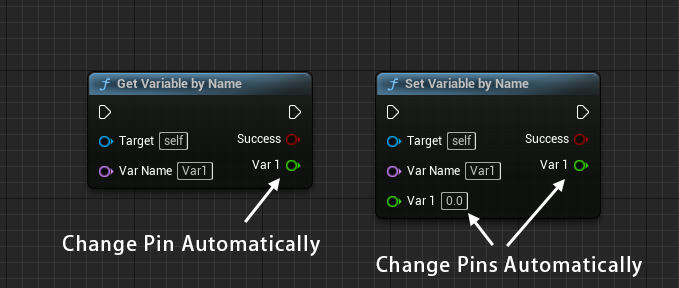 f Get Variable by Name
Target self
Success
Var Name Var1
Var 1
Change Pin Automatically
f Set Variable by Name
Target self
Success
Var Name Var1
Var 1
Var 1 0.0
Change Pins Automatically